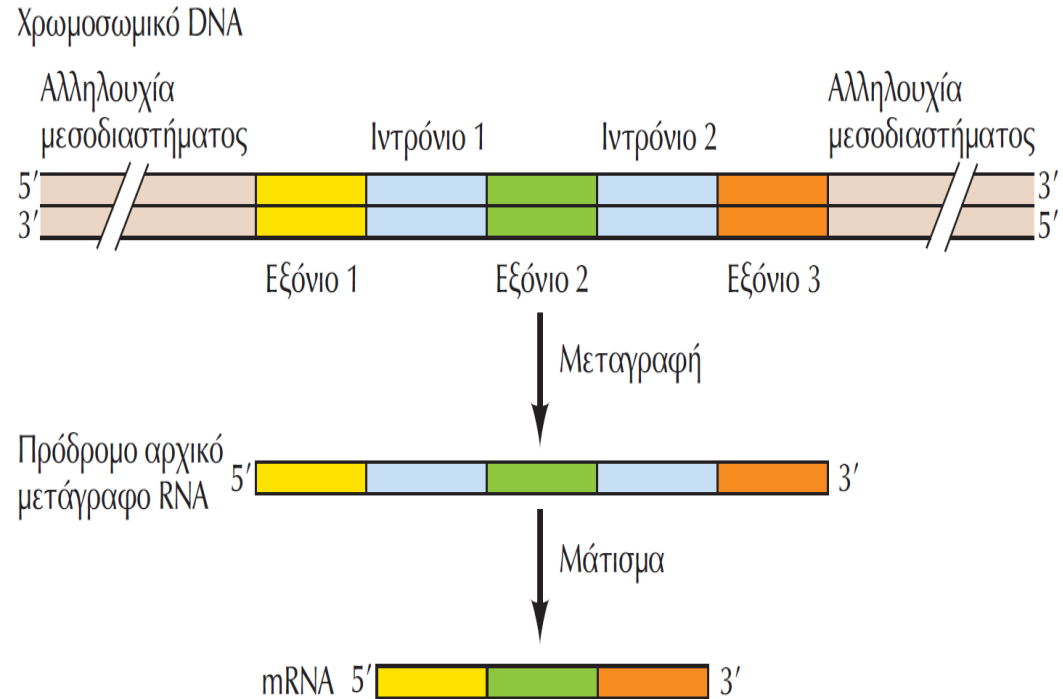 Χρωμοσωμικό DNA
Αλληλουχία
μεσοδιαστήματος
Ιντρόνιο 1
Ιντρόνιο 2
Αλληλουχία
μεσοδιαστήματος
5′
3′
3′
5′
Εξόνιο 1
Εξόνιο 2
Εξόνιο 3
Μεταγραφή
Πρόδρομο αρχικό
μετάγραφο RNA
5′
3′
Μάτισμα
mRNA
5′
3′